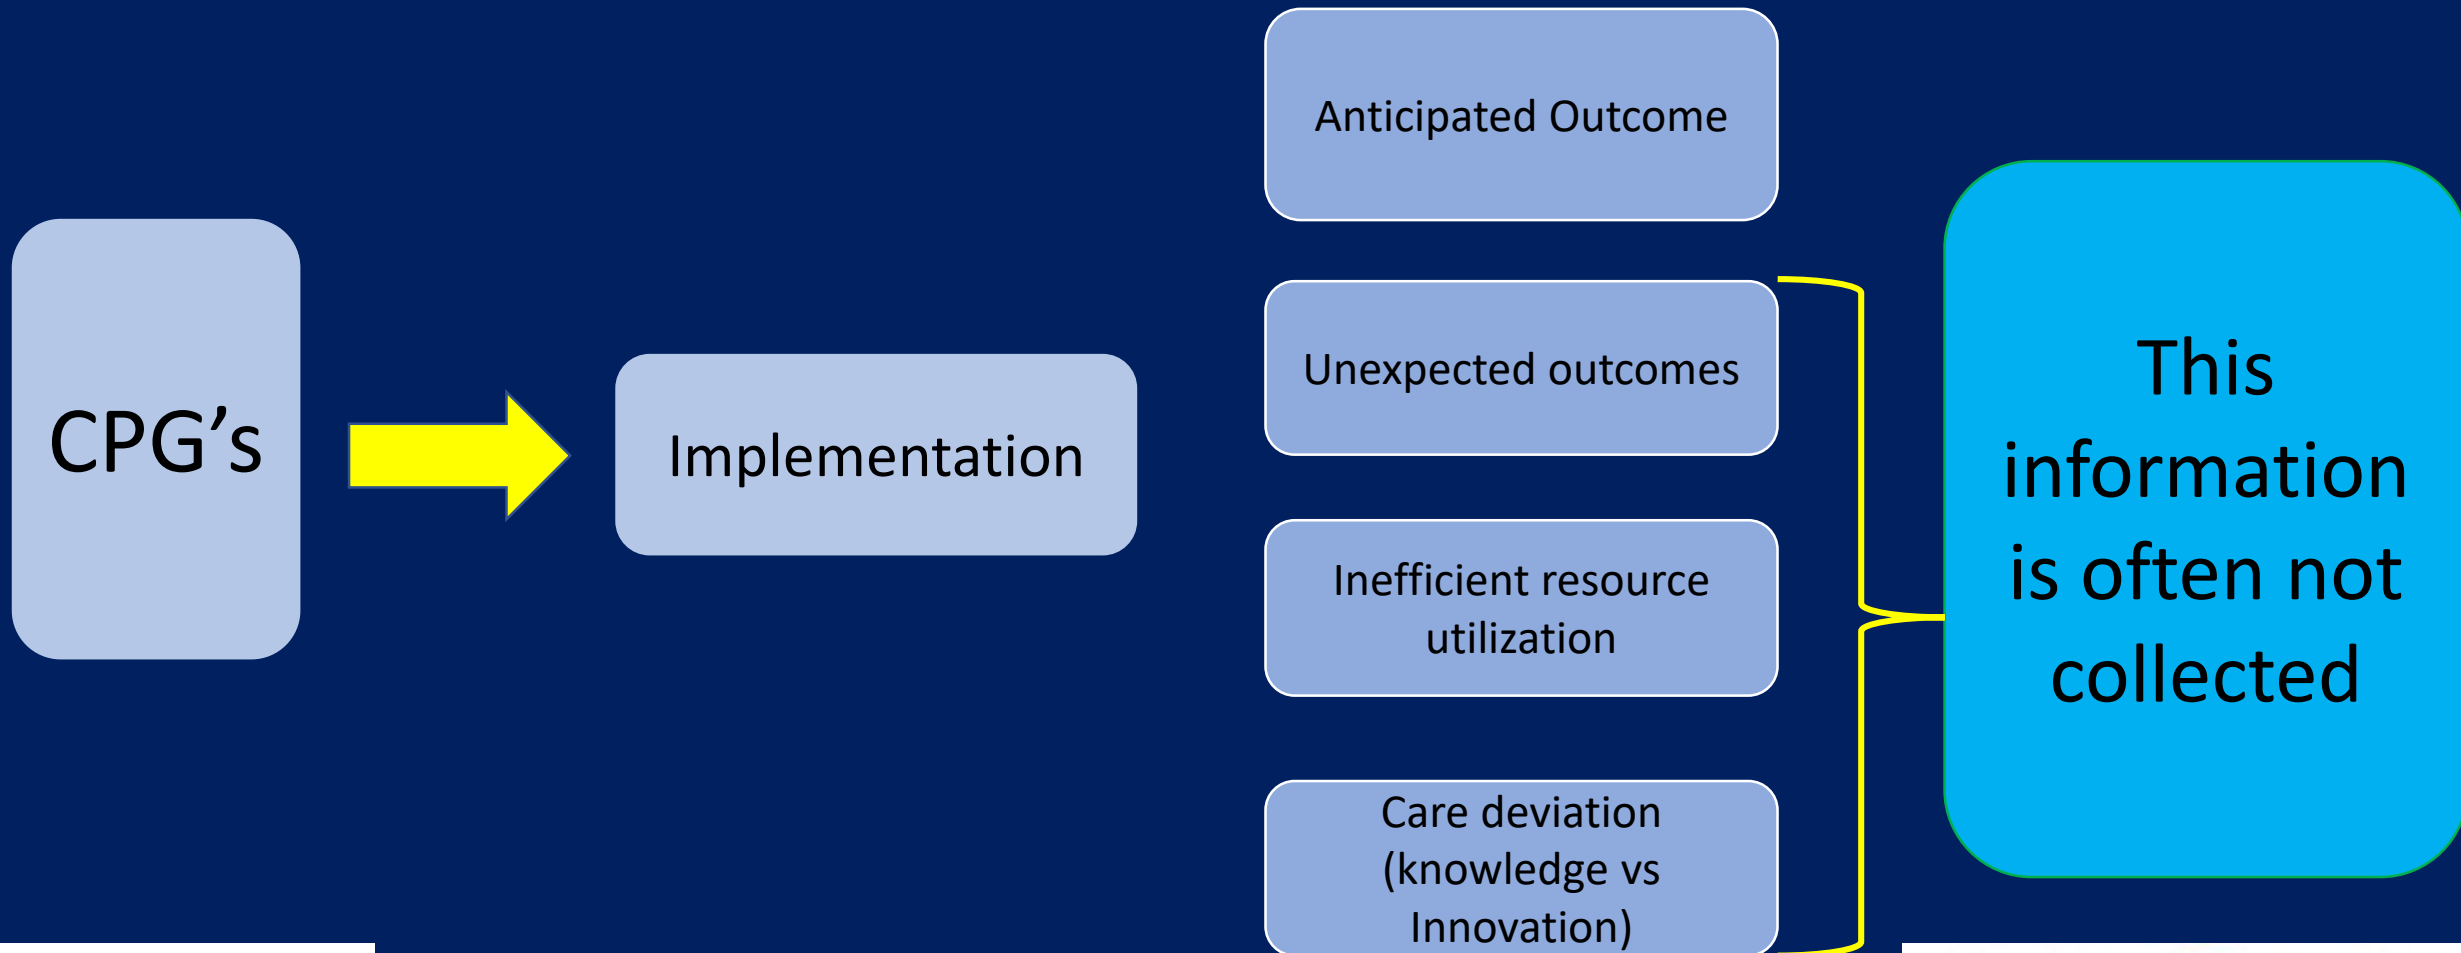 CPG’s
Implementation
Anticipated Outcome
Unexpected outcomes
Inefficient resource
utilization
Care deviation
(knowledge vs
Innovation)
This
information
is often not
collected